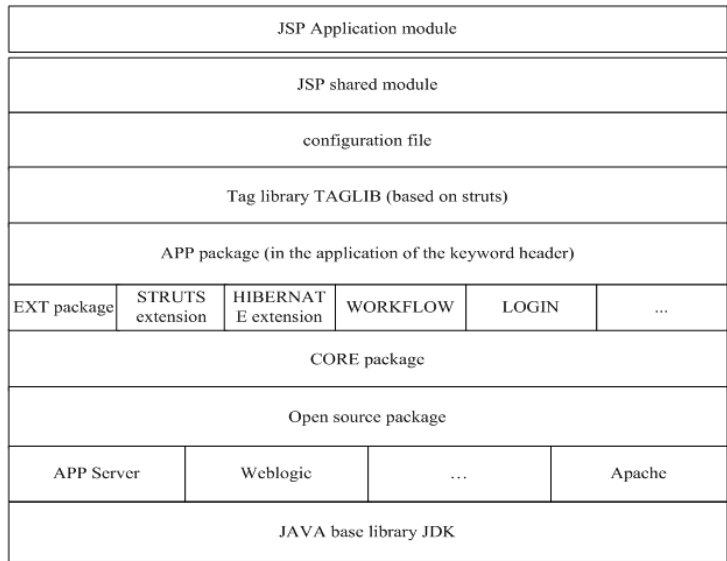 JSP Application module
JSP shared module
configuration file
Tag library TAGLIB (based on struts)
APP package (in the application of the keyword header)
EXT package
STRUTS
extension
HIBERNAT
E extension
WORKFLOW
LOGIN
...
CORE package
Open source package
APP Server
Weblogic
...
Apache
JAVA base library JDK